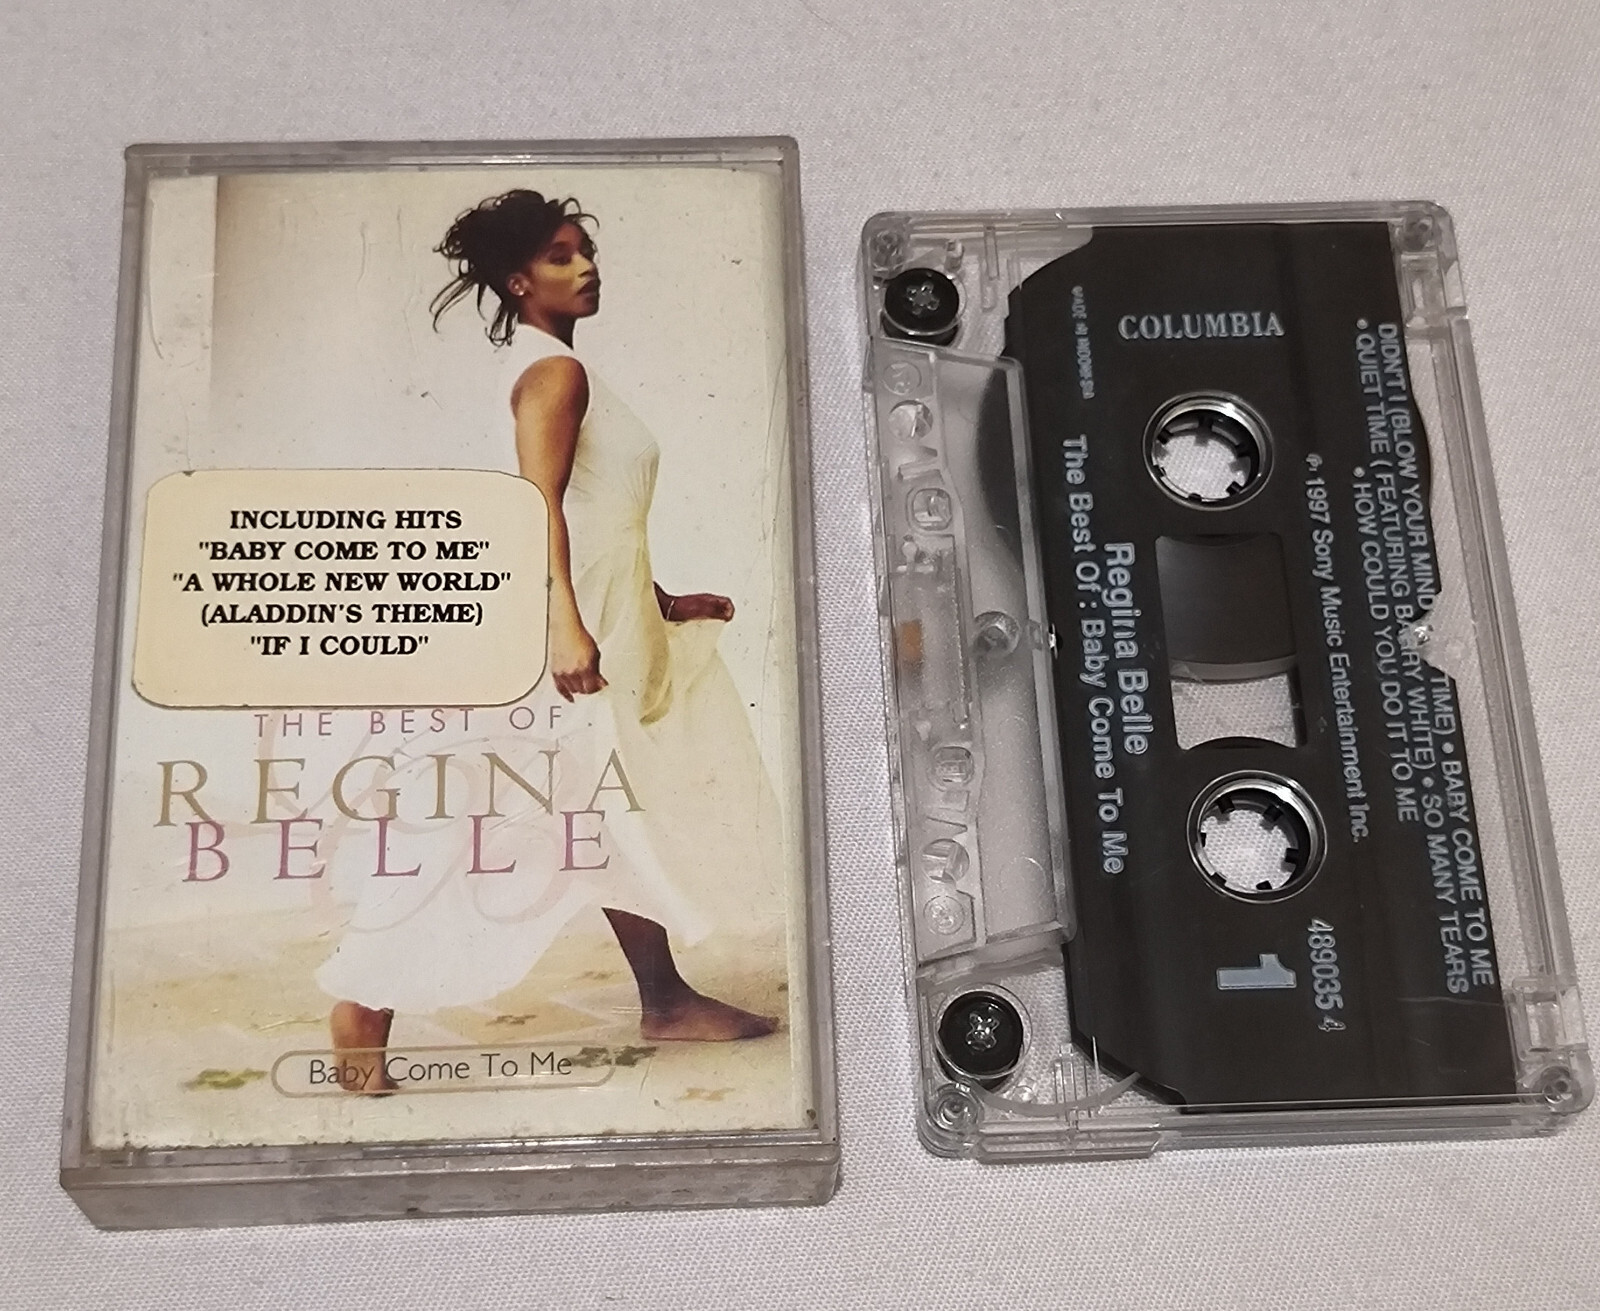 INCLUDING HITS
"BABY COME TO ME"
"A WHOLE NEW WORLD"
(ALADDIN'S THEME)
"IF I COULD"
THE BEST OF
REGINA
BELLE
Baby Come To Me
DIDN'T I (BLOW YOUR MIND TIME) • BABY COME TO ME
• QUIET TIME ( FEATURING BARRY WHITE) • SO MANY TEARS
• HOW COULD YOU DO IT TO ME
℗ 1997 Sony Music Entertainment Inc.
489035 4
COLUMBIA
1
Regina Belle
The Best Of : Baby Come To Me
MADE IN INDONESIA